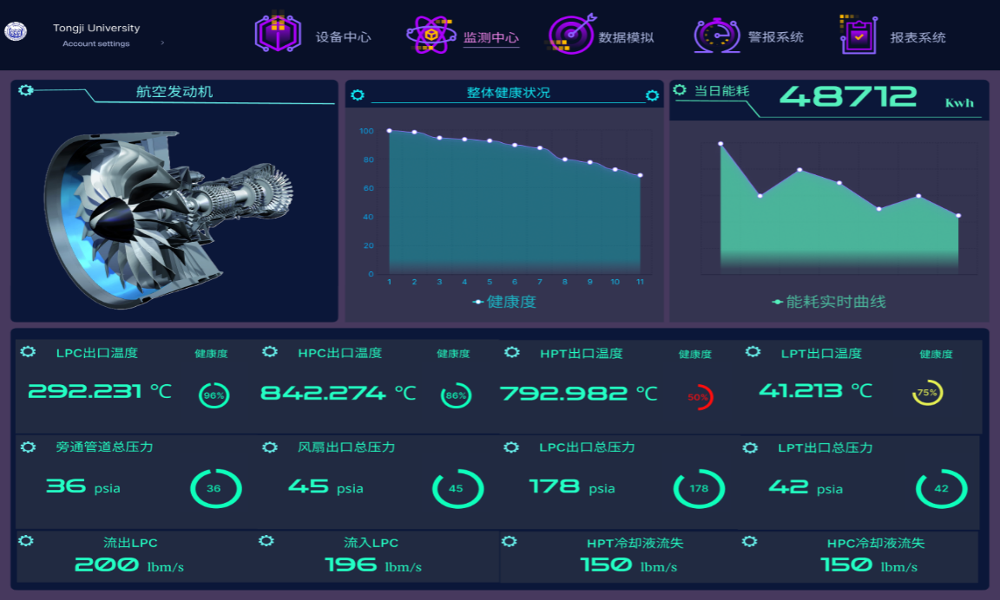 Tongji University
Account settings
设备中心
监测中心
数据模拟
警报系统
报表系统
航空发动机
整体健康状况
100
80
60
40
20
0
1 2 3 4 5 6 7 8 9 10 11
健康度
当日能耗
48712 Kwh
能耗实时曲线
LPC出口温度 健康度
292.231 ℃ 96%
HPC出口温度 健康度
842.274 ℃ 86%
HPT出口温度 健康度
792.982 ℃ 50%
LPT出口温度 健康度
41.213 ℃ 75%
旁通管道总压力
36 psia 36
风扇出口总压力
45 psia 45
LPC出口总压力
178 psia 178
LPT出口总压力
42 psia 42
流出LPC
200 lbm/s
流入LPC
196 lbm/s
HPT冷却液流失
150 lbm/s
HPC冷却液流失
150 lbm/s